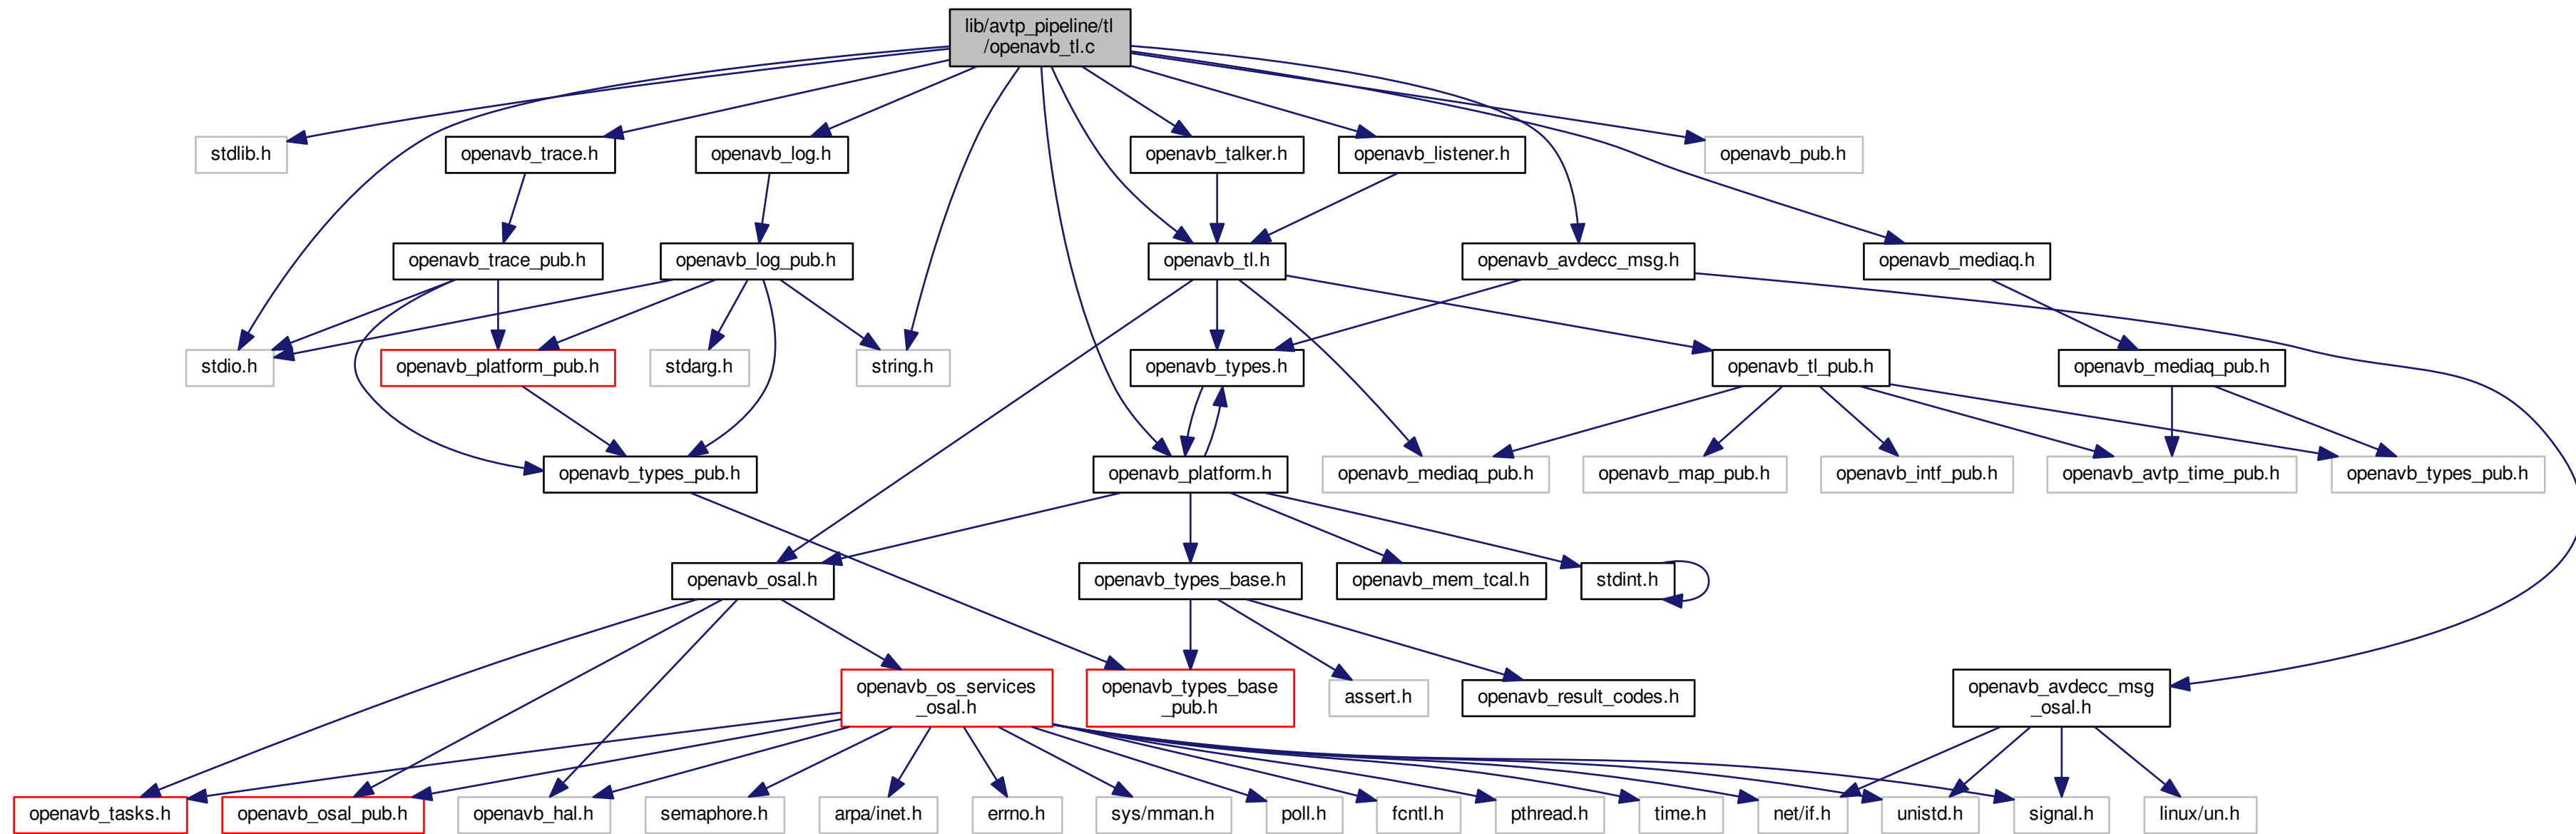 lib/avtp_pipeline/tl
/openavb_tl.c
stdlib.h
openavb_trace.h
openavb_log.h
openavb_talker.h
openavb_listener.h
openavb_pub.h
openavb_trace_pub.h
openavb_log_pub.h
openavb_tl.h
openavb_avdecc_msg.h
openavb_mediaq.h
stdio.h
openavb_platform_pub.h
stdarg.h
string.h
openavb_types.h
openavb_tl_pub.h
openavb_mediaq_pub.h
openavb_types_pub.h
openavb_platform.h
openavb_mediaq_pub.h
openavb_map_pub.h
openavb_intf_pub.h
openavb_avtp_time_pub.h
openavb_types_pub.h
openavb_osal.h
openavb_types_base.h
openavb_mem_tcal.h
stdint.h
openavb_os_services
_osal.h
openavb_types_base
_pub.h
assert.h
openavb_result_codes.h
openavb_avdecc_msg
_osal.h
openavb_tasks.h
openavb_osal_pub.h
openavb_hal.h
semaphore.h
arpa/inet.h
errno.h
sys/mman.h
poll.h
fcntl.h
pthread.h
time.h
net/if.h
unistd.h
signal.h
linux/un.h